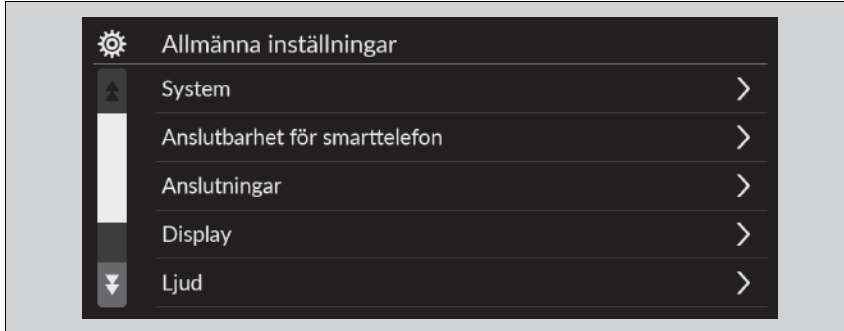 Allmänna inställningar
System
Anslutbarhet för smarttelefon
Anslutningar
Display
Ljud